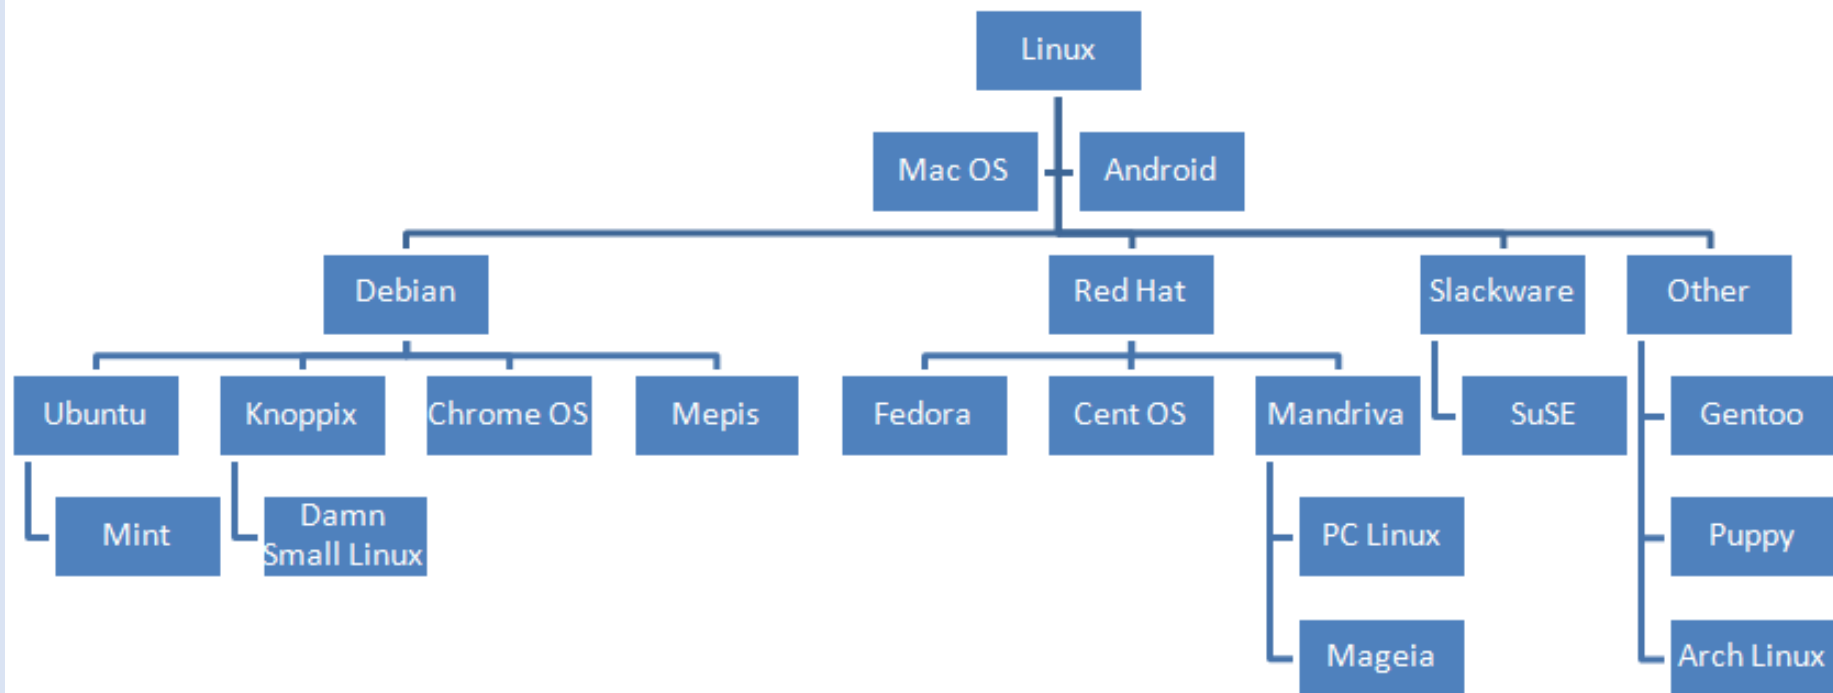 Linux
Mac OS
Android
Debian
Red Hat
Slackware
Other
Ubuntu
Knoppix
Chrome OS
Mepis
Fedora
Cent OS
Mandriva
SuSE
Gentoo
Mint
Damn
Small Linux
PC Linux
Puppy
Mageia
Arch Linux